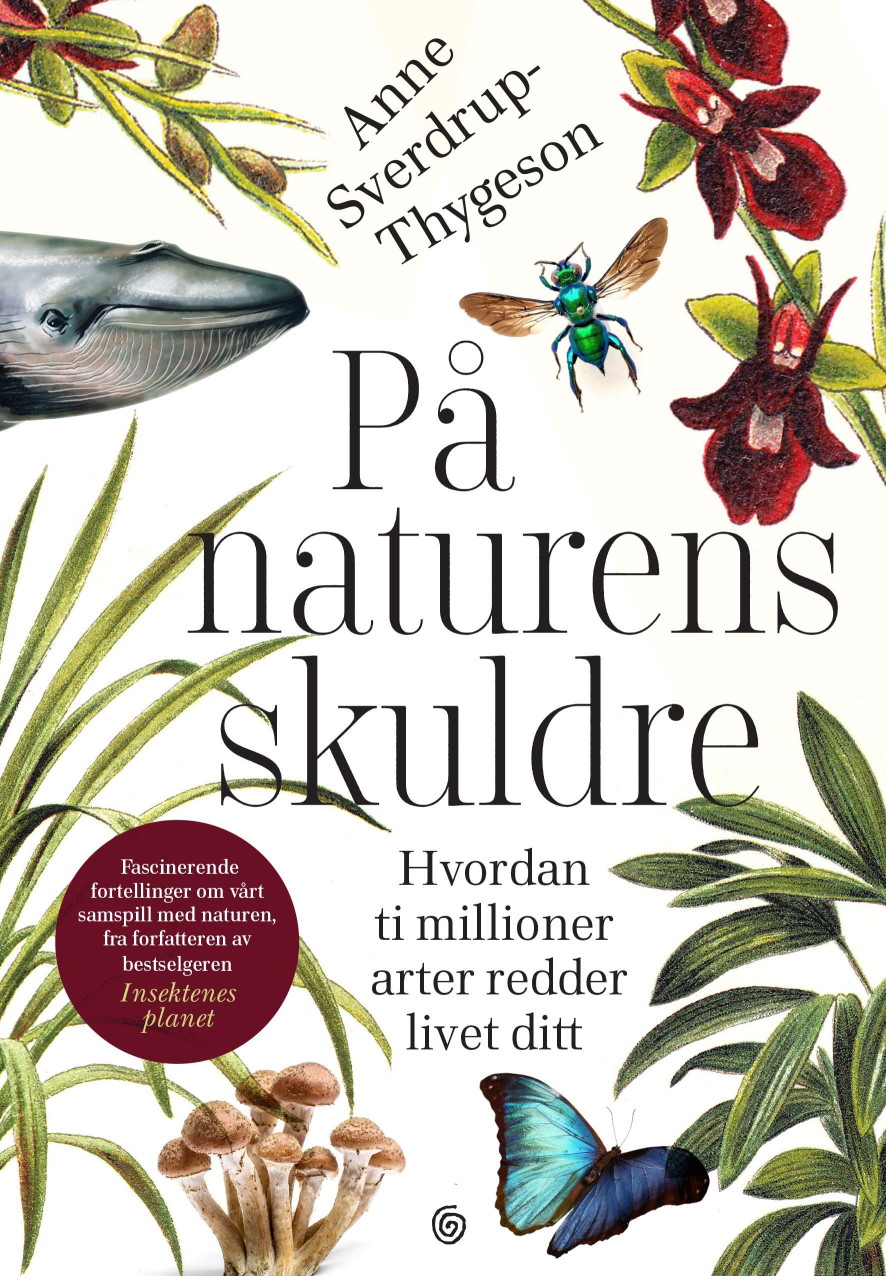 Anne
Sverdrup-
Thygeson
På
naturens
skuldre
Hvordan
ti millioner
arter redder
livet ditt
Fascinerende
fortellinger om vårt
samspill med naturen,
fra forfatteren av
bestselgeren
Insektenes
planet